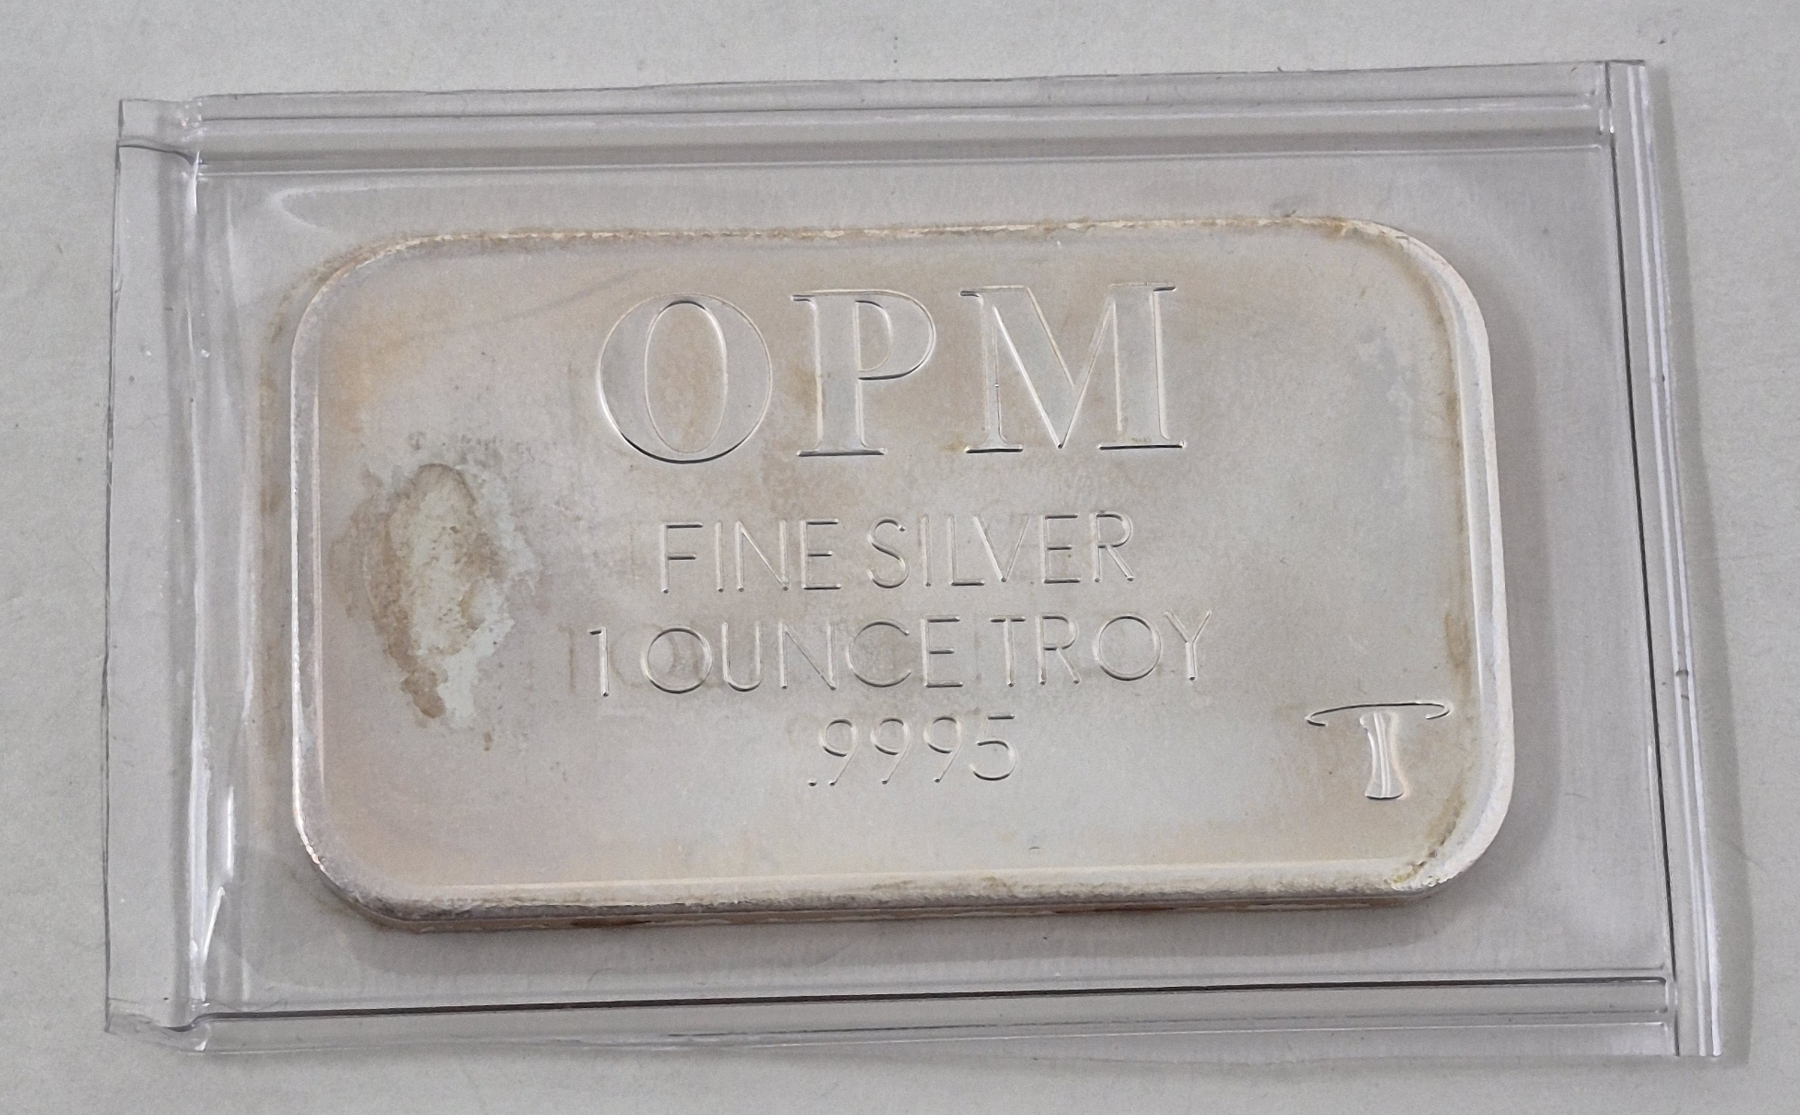 OPM
FINE SILVER
1 OUNCE TROY
.9995
T